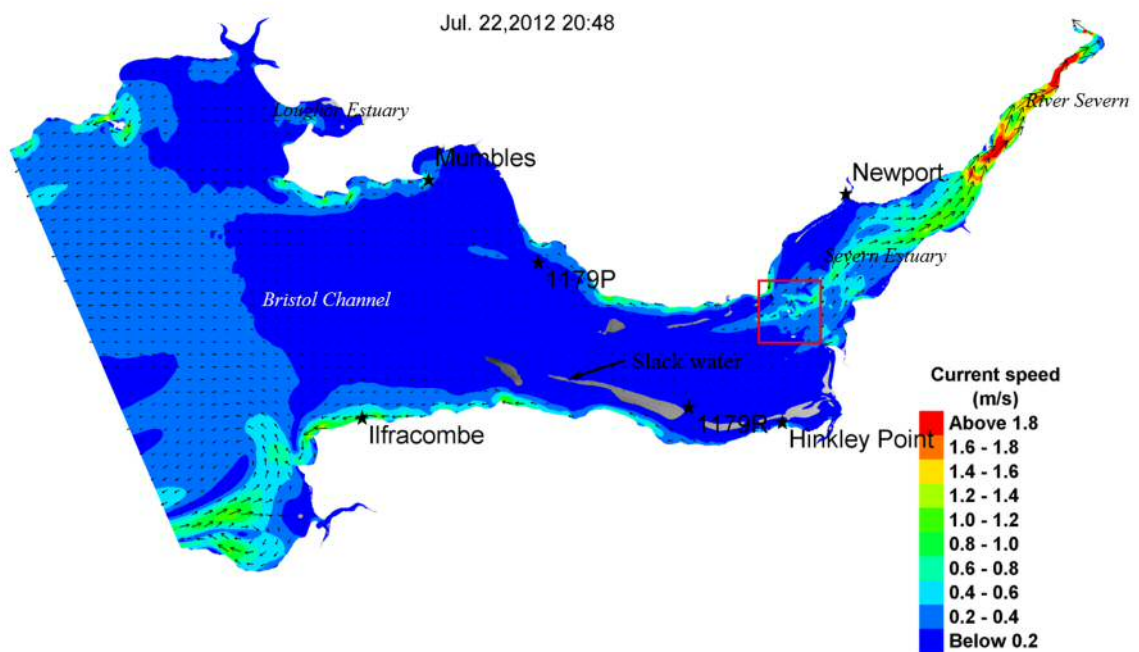 Jul. 22,2012 20:48
River Severn
Lougher Estuary
Mumbles
Newport
Severn Estuary
1179P
Bristol Channel
Slack water
Ilfracombe
1179R
Hinkley Point
Current speed
(m/s)
Above 1.8
1.6 - 1.8
1.4 - 1.6
1.2 - 1.4
1.0 - 1.2
0.8 - 1.0
0.6 - 0.8
0.4 - 0.6
0.2 - 0.4
Below 0.2